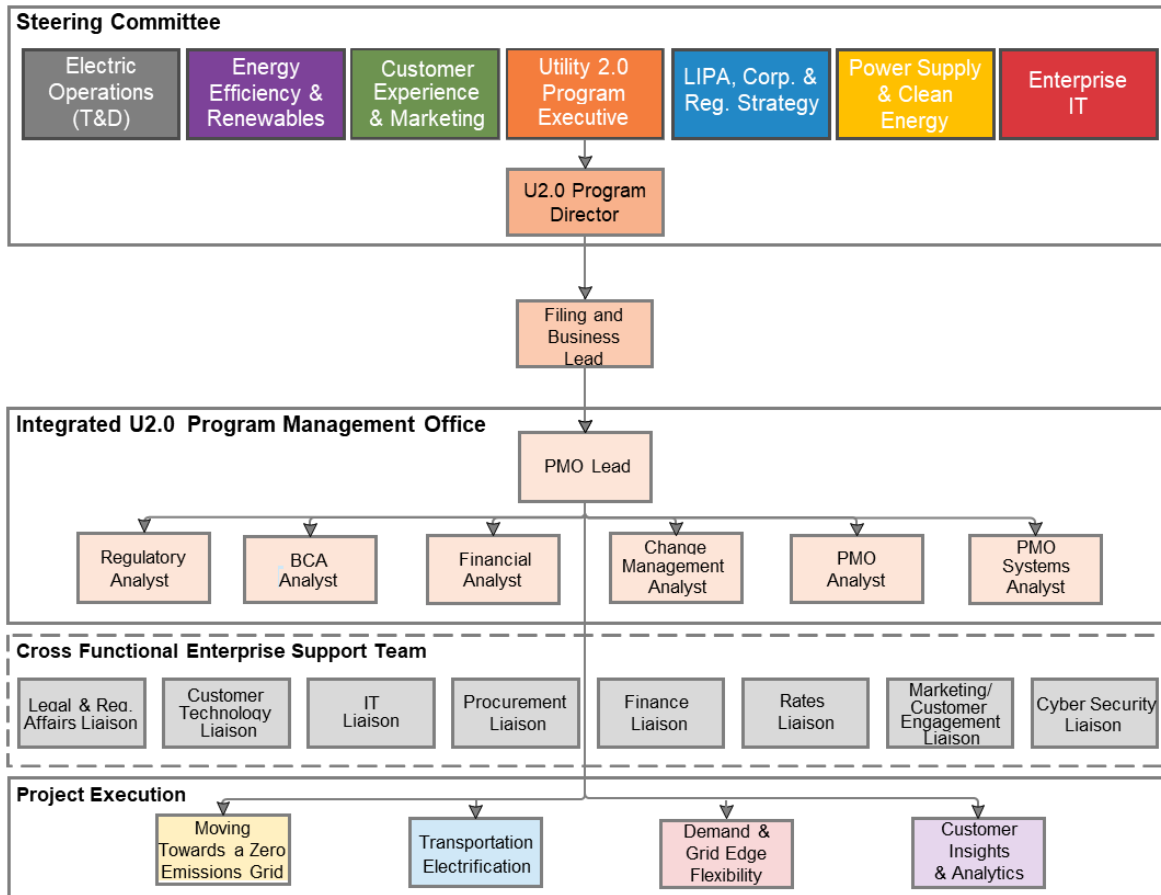 Steering Committee
Electric
Operations
(T&D)
Energy
Efficiency &
Renewables
Customer
Experience
& Marketing
Utility 2.0
Program
Executive
LIPA, Corp. &
Reg. Strategy
Power Supply
& Clean
Energy
Enterprise
IT
U2.0 Program
Director
Filing and
Business
Lead
Integrated U2.0 Program Management Office
PMO Lead
Regulatory
Analyst
BCA
Analyst
Financial
Analyst
Change
Management
Analyst
PMO
Analyst
PMO
Systems
Analyst
Cross Functional Enterprise Support Team
Legal & Reg.
Affairs Liaison
Customer
Technology
Liaison
IT
Liaison
Procurement
Liaison
Finance
Liaison
Rates
Liaison
Marketing/
Customer
Engagement
Liaison
Cyber Security
Liaison
Project Execution
Moving
Towards a Zero
Emissions Grid
Transportation
Electrification
Demand &
Grid Edge
Flexibility
Customer
Insights
& Analytics